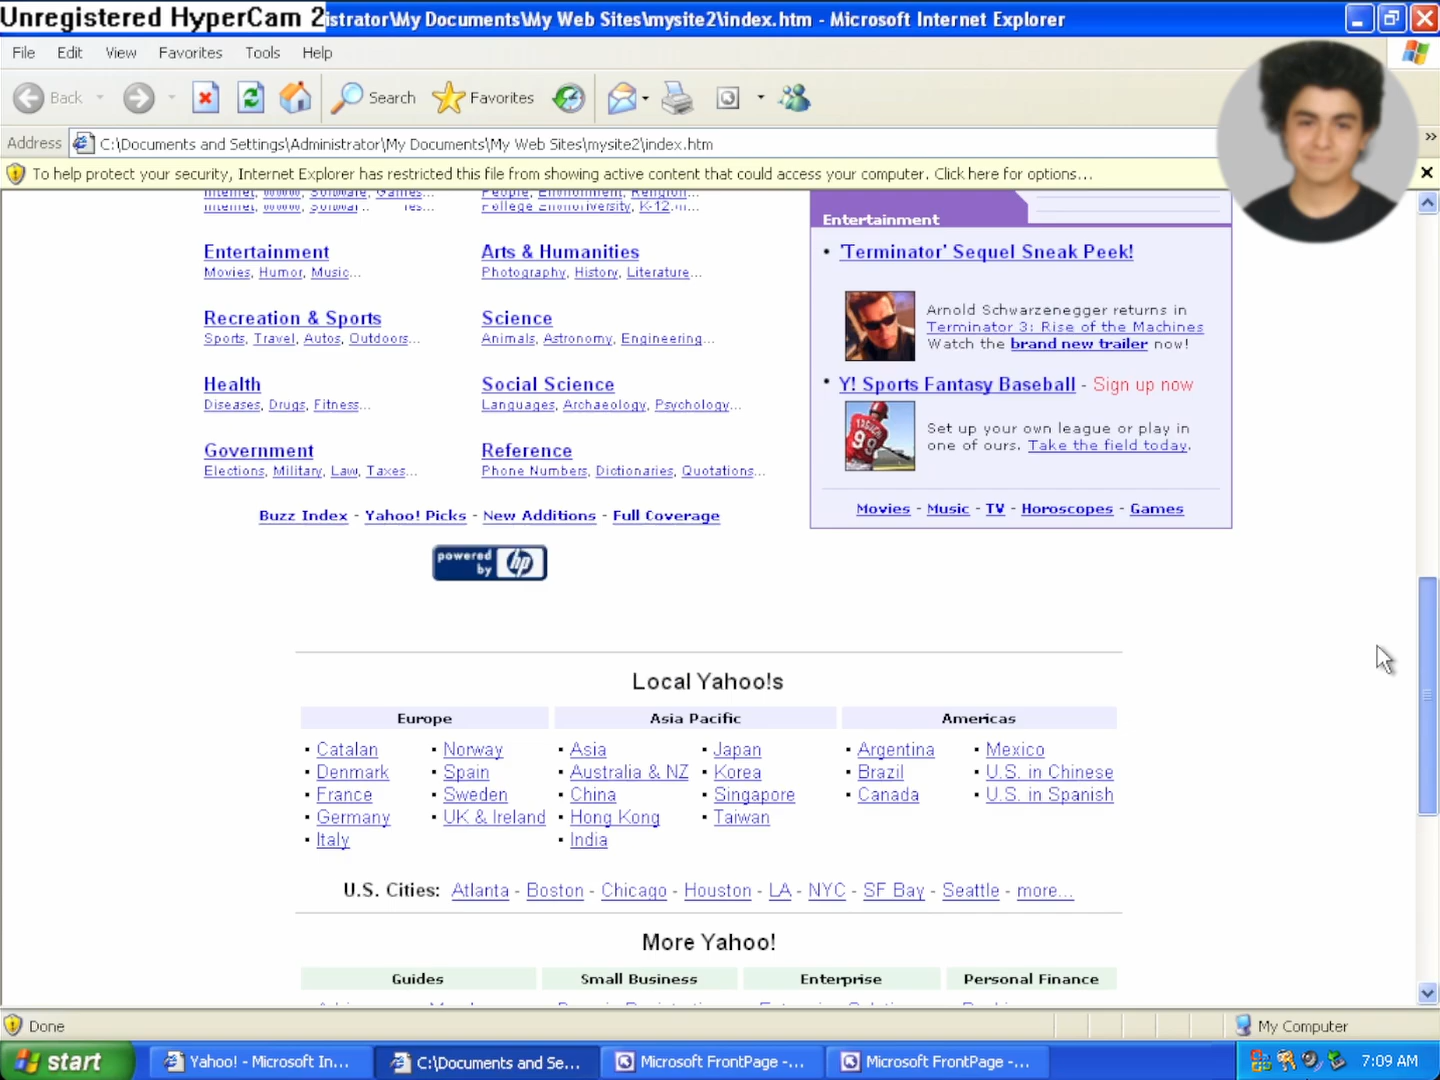 Unregistered HyperCam 2istrator\My Documents\My Web Sites\mysite2\index.htm - Microsoft Internet Explorer
File Edit View Favorites Tools Help
Back Search Favorites
Address C:\Documents and Settings\Administrator\My Documents\My Web Sites\mysite2\index.htm
To help protect your security, Internet Explorer has restricted this file from showing active content that could access your computer. Click here for options...
Internet, WWW, Software, Games...
People, Environment, Religion...
Entertainment
Movies, Humor, Music...
Arts & Humanities
Photography, History, Literature...
Recreation & Sports
Sports, Travel, Autos, Outdoors...
Science
Animals, Astronomy, Engineering...
Health
Diseases, Drugs, Fitness...
Social Science
Languages, Archaeology, Psychology...
Government
Elections, Military, Law, Taxes...
Reference
Phone Numbers, Dictionaries, Quotations...
Buzz Index - Yahoo! Picks - New Additions - Full Coverage
powered
by hp
Entertainment
• 'Terminator' Sequel Sneak Peek!
Arnold Schwarzenegger returns in
Terminator 3: Rise of the Machines
Watch the brand new trailer now!
• Y! Sports Fantasy Baseball - Sign up now
99
Set up your own league or play in
one of ours. Take the field today.
Movies - Music - TV - Horoscopes - Games
Local Yahoo!s
Europe
· Catalan
· Denmark
· France
· Germany
· Italy
· Norway
· Spain
· Sweden
· UK & Ireland
Asia Pacific
· Asia
· Australia & NZ
· China
· Hong Kong
· India
· Japan
· Korea
· Singapore
· Taiwan
Americas
· Argentina
· Brazil
· Canada
· Mexico
· U.S. in Chinese
· U.S. in Spanish
U.S. Cities: Atlanta - Boston - Chicago - Houston - LA - NYC - SF Bay - Seattle - more...
More Yahoo!
Guides Small Business Enterprise Personal Finance
Done My Computer
start Yahoo! - Microsoft In... C:\Documents and Se... Microsoft FrontPage -... Microsoft FrontPage -... 7:09 AM